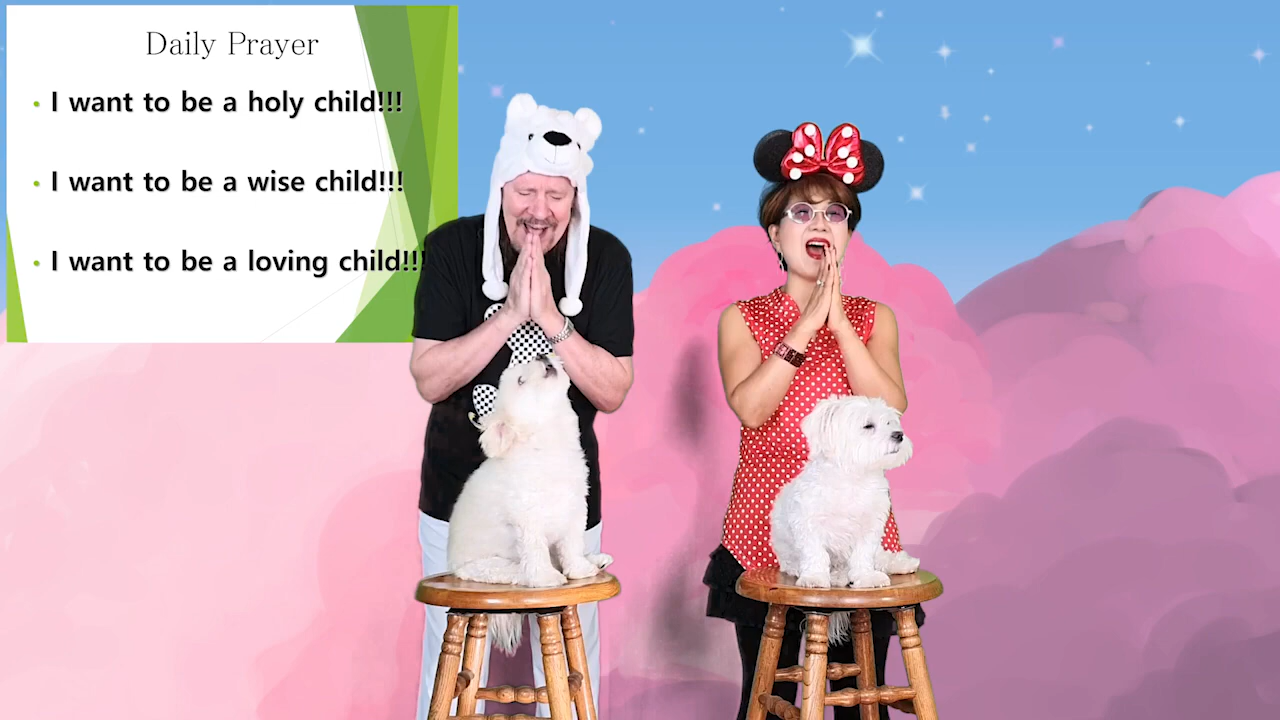 Daily Prayer
• I want to be a holy child!!!
• I want to be a wise child!!!
• I want to be a loving child!!!